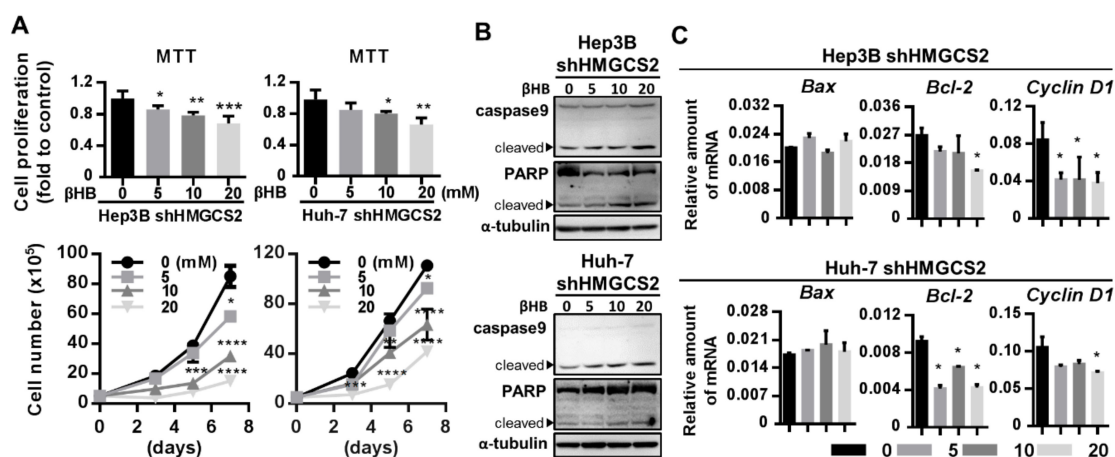 A
MTT
MTT
Cell proliferation
(fold to control)
1.2
0.8
0.4
0
* ** ***
1.2
0.8
0.4
0
* **
βHB 0 5 10 20
βHB 0 5 10 20 (mM)
Hep3B shHMGCS2
Huh-7 shHMGCS2
Cell number (x10⁵)
100
80
60
40
20
0
0 (mM)
5
10
20
*
****
***
****
0 2 4 6 8
(days)
120
80
40
0
0 (mM)
5
10
20
*
****
**
****
***
****
0 2 4 6 8
(days)
B
Hep3B
shHMGCS2
βHB 0 5 10 20
caspase9
cleaved
PARP
cleaved
α-tubulin
Huh-7
shHMGCS2
βHB 0 5 10 20
caspase9
cleaved
PARP
cleaved
α-tubulin
C
Hep3B shHMGCS2
Relative amount
of mRNA
Bax
0.032
0.024
0.016
0.008
0
Bcl-2
0.036
0.027
0.018
0.009
0
*
Cyclin D1
0.12
0.08
0.04
0
* * *
Huh-7 shHMGCS2
Relative amount
of mRNA
Bax
0.028
0.021
0.014
0.007
0
Bcl-2
0.012
0.008
0.004
0
* * *
Cyclin D1
0.15
0.10
0.05
0
*
0 5 10 20